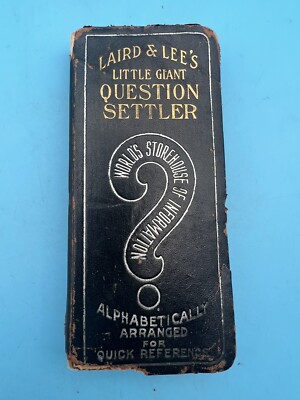 LAIRD & LEE'S
LITTLE GIANT
QUESTION
SETTLER
WORLD'S STOREHOUSE OF INFORMATION
ALPHABETICALLY
ARRANGED
FOR
QUICK REFERENCE